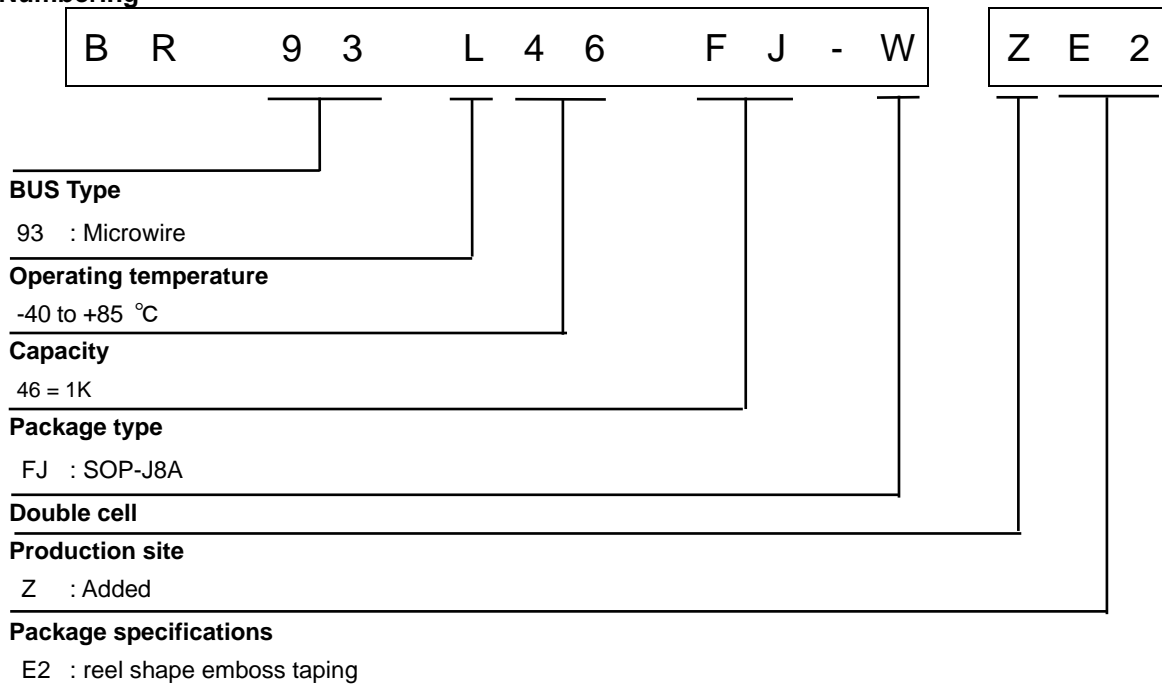 Numbering
B R 9 3 L 4 6 F J - W Z E 2
BUS Type
93 : Microwire
Operating temperature
-40 to +85 ℃
Capacity
46 = 1K
Package type
FJ : SOP-J8A
Double cell
Production site
Z : Added
Package specifications
E2 : reel shape emboss taping